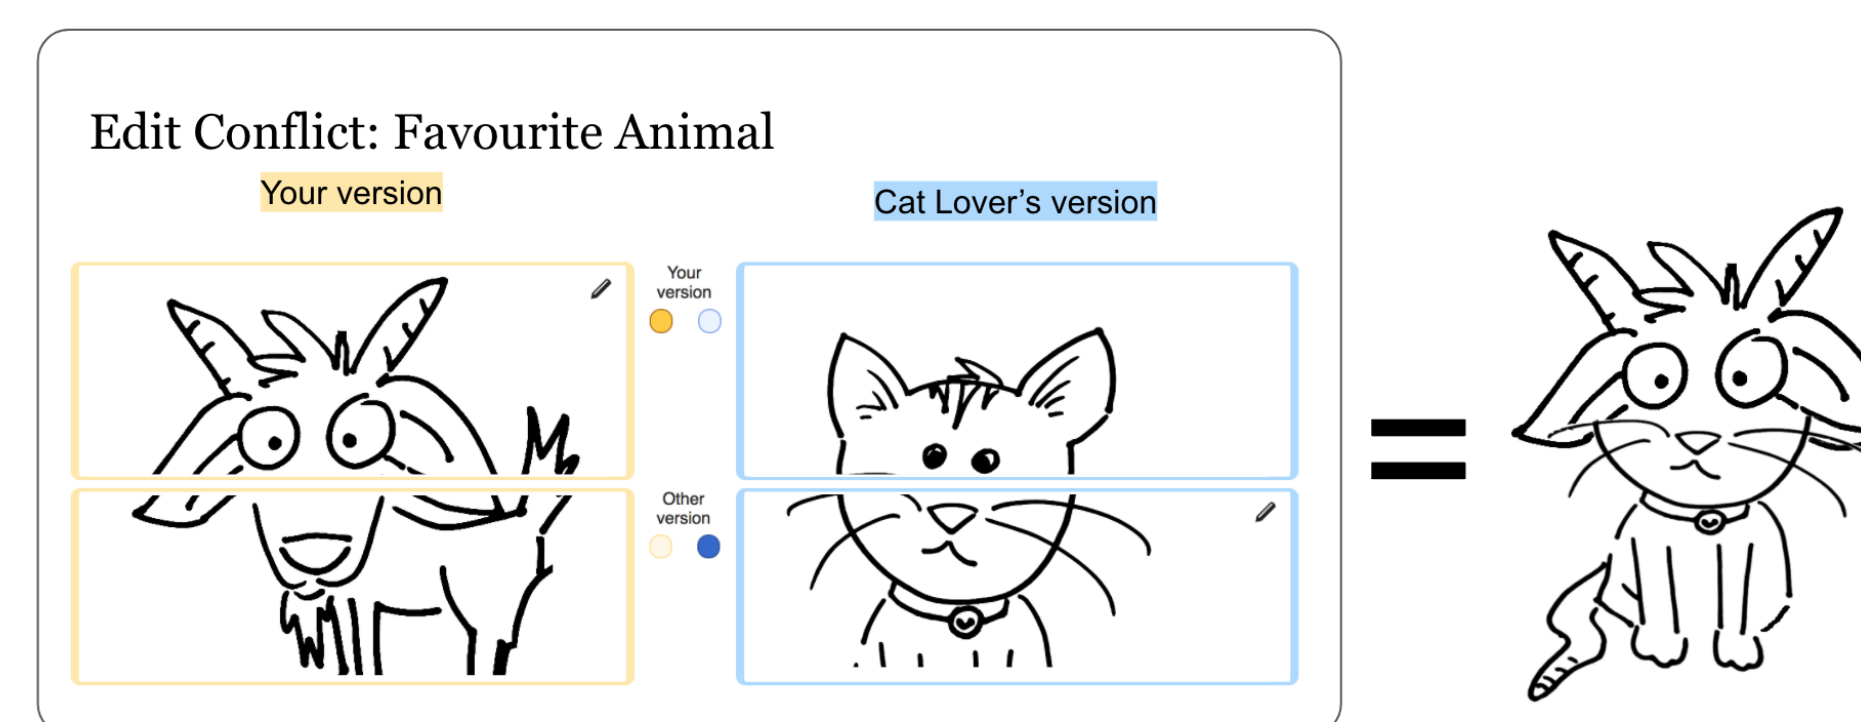 Edit Conflict: Favourite Animal
Your version
Cat Lover’s version
Your
version
Other
version
=